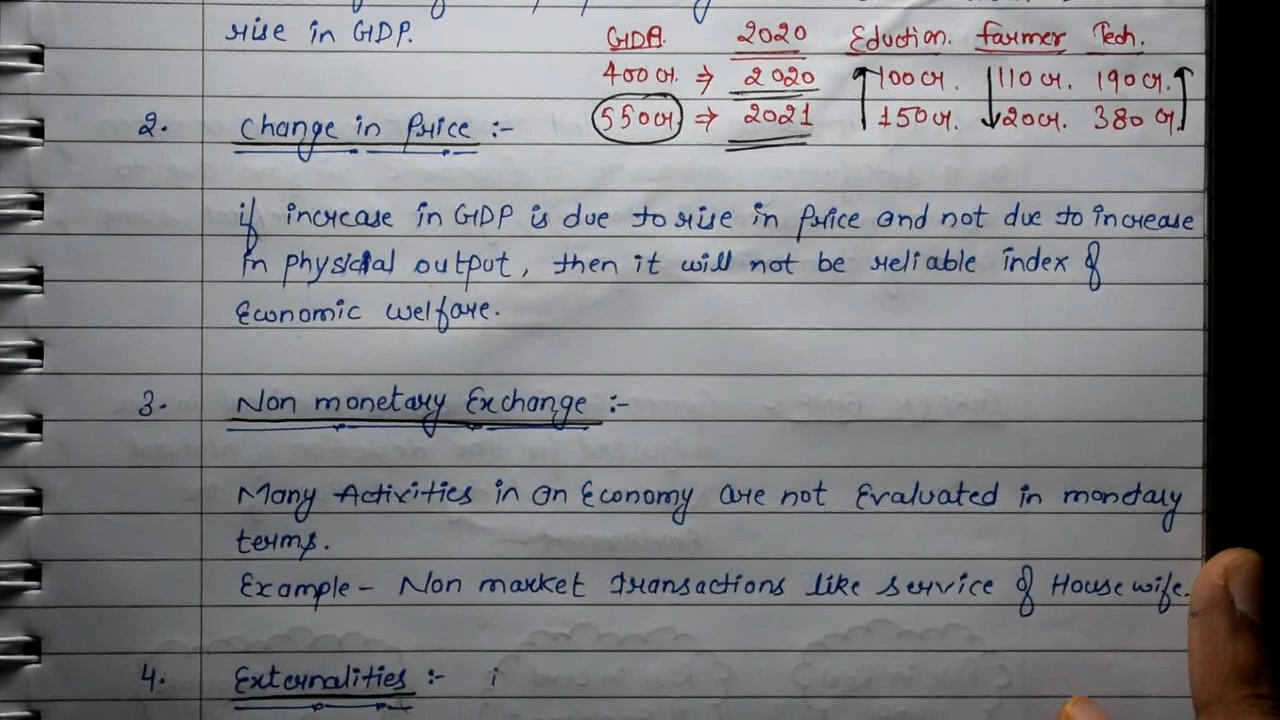 rise in GDP.
GDP. 2020 Eduction. farmer Tech.
400 cr. ⇒ 2020 100 cr. 110 cr. 190 cr.
550 cr ⇒ 2021 150 cr. 20 cr. 380 cr.
2. Change in Price :-
if increase in GDP is due to rise in Price and not due to increase
in physical output, then it will not be reliable index of
Economic welfare.
3. Non monetary Exchange :-
Many Activities in an Economy are not Evaluated in monetary
terms.
Example - Non market transactions like service of House wife.
4. Externalities :- i